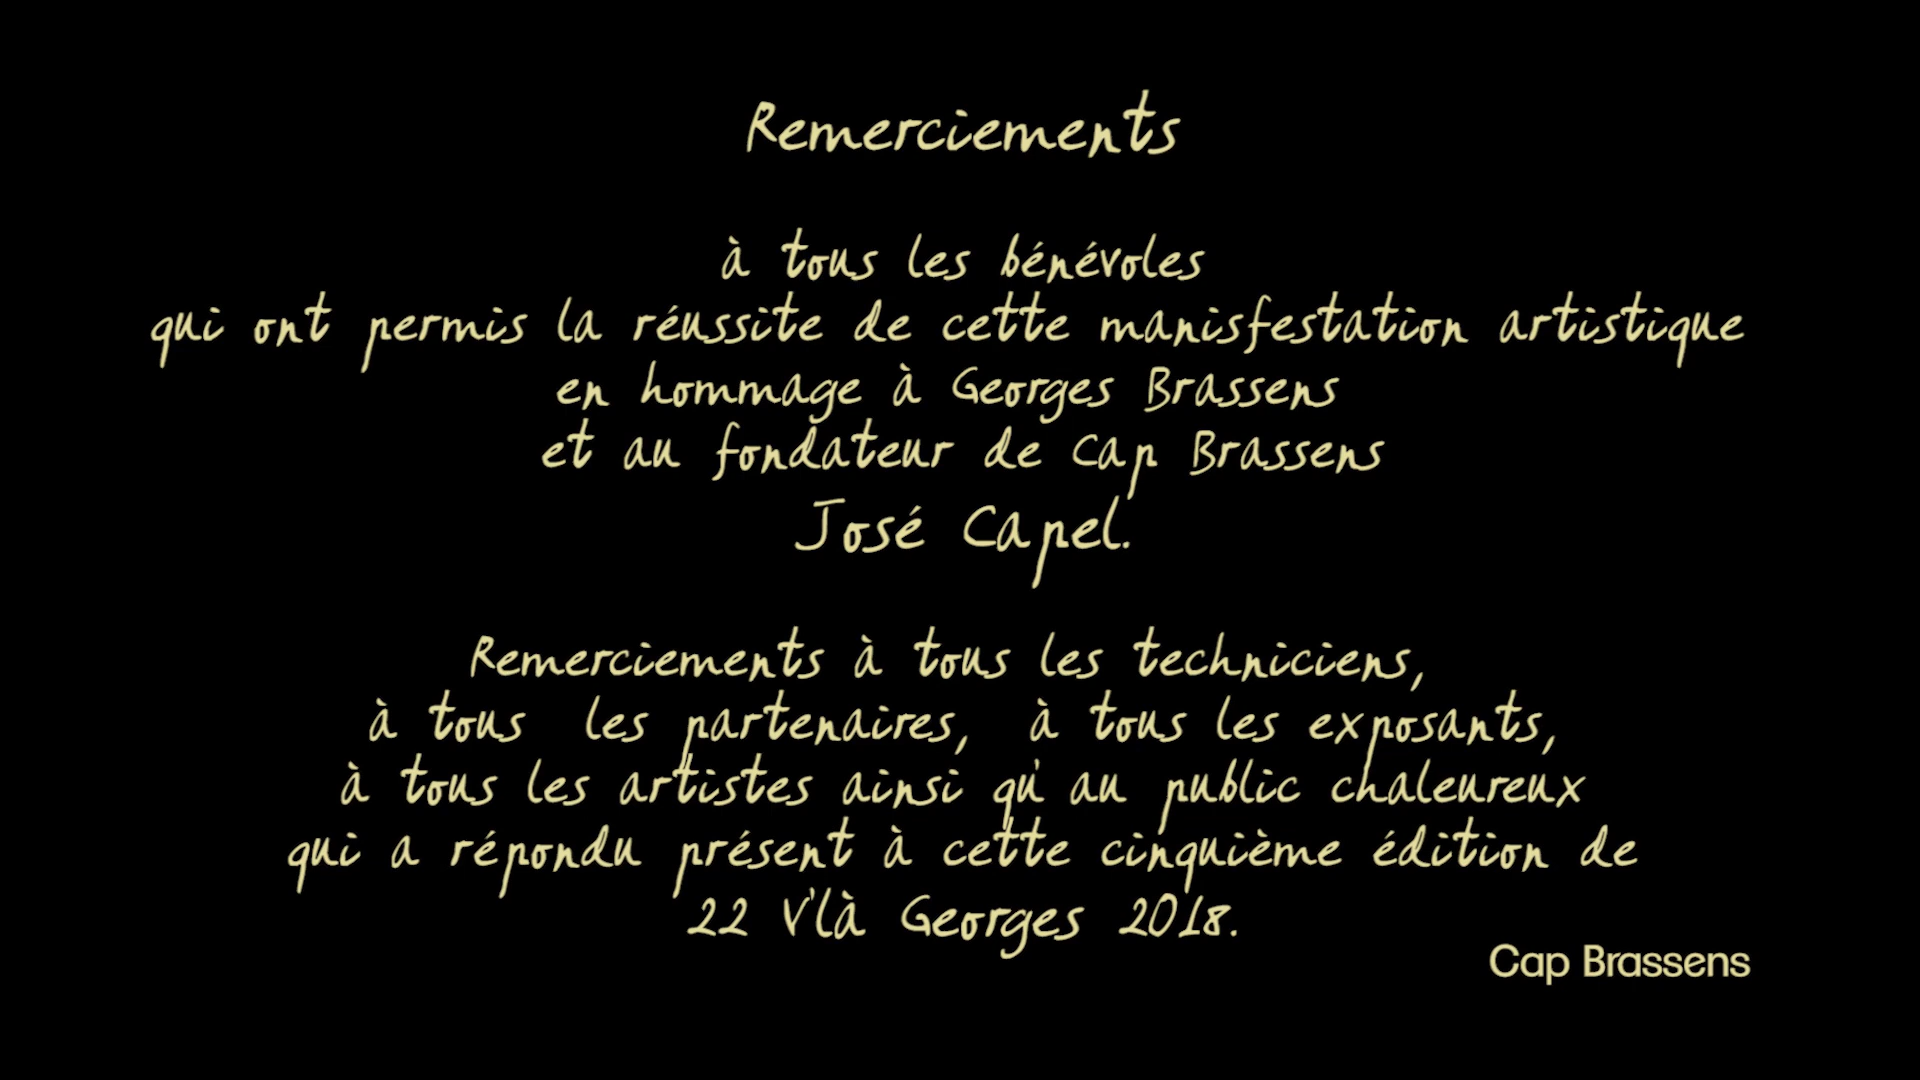 Remerciements
à tous les bénévoles
qui ont permis la réussite de cette manisfestation artistique
en hommage à Georges Brassens
et au fondateur de Cap Brassens
José Capel.
Remerciements à tous les techniciens,
à tous les partenaires, à tous les exposants,
à tous les artistes ainsi qu'au public chaleureux
qui a répondu présent à cette cinquième édition de
22 V'là Georges 2018.
Cap Brassens